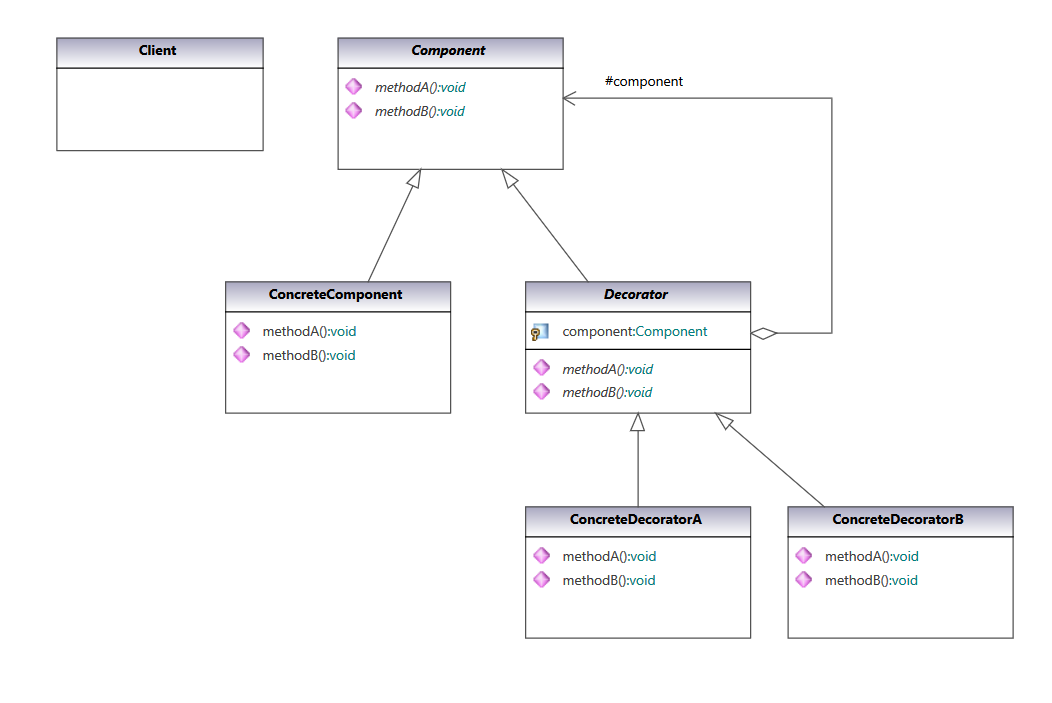 Client
Component
methodA():void
methodB():void
#component
ConcreteComponent
methodA():void
methodB():void
Decorator
component:Component
methodA():void
methodB():void
ConcreteDecoratorA
methodA():void
methodB():void
ConcreteDecoratorB
methodA():void
methodB():void